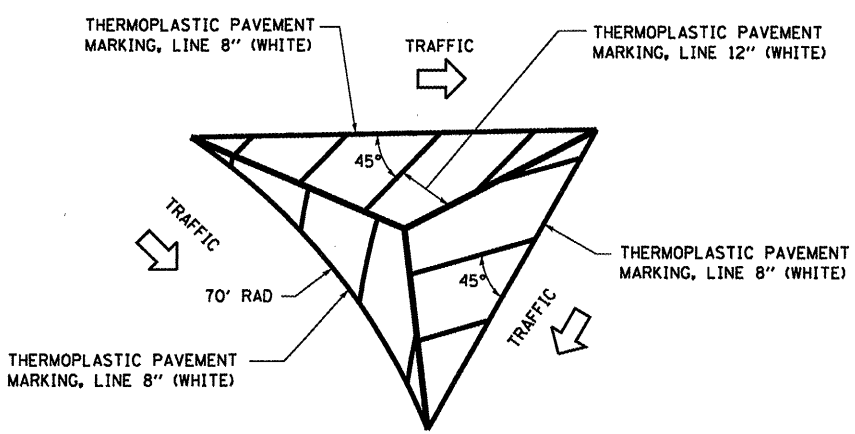 THERMOPLASTIC PAVEMENT
MARKING, LINE 8" (WHITE)
TRAFFIC
THERMOPLASTIC PAVEMENT
MARKING, LINE 12" (WHITE)
45°
TRAFFIC
THERMOPLASTIC PAVEMENT
MARKING, LINE 8" (WHITE)
45°
70' RAD
TRAFFIC
THERMOPLASTIC PAVEMENT
MARKING, LINE 8" (WHITE)